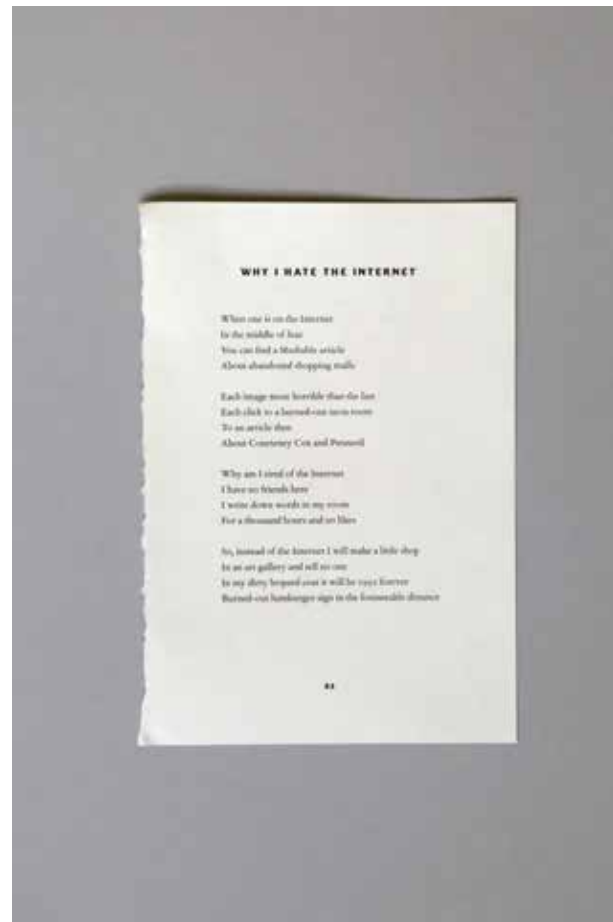 WHY I HATE THE INTERNET
When one is on the Internet
In the middle of fear
You can find a Mashable article
About abandoned shopping malls
Each image more horrible than the last
Each click to a burned-out neon room
To an article then
About Courteney Cox and
Why am I tired of the Internet
I have no friends here
I write down words in my room
For a thousand hours and no likes
So, instead of the Internet I will make a little shop
In an art gallery and sell no one
In my dirty leopard coat it will be 1992 forever
Burned-out hamburger sign in the foreseeable distance